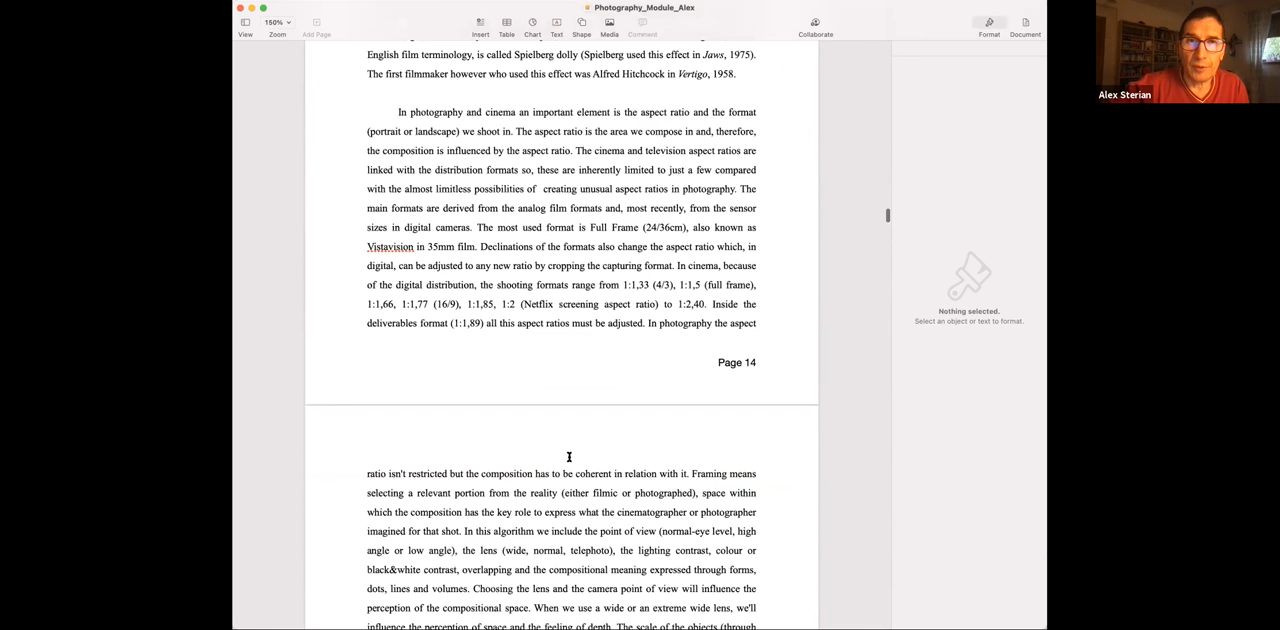 Photography_Module_Alex
150%
View
Zoom
Add Page
Insert
Table
Chart
Text
Shape
Media
Comment
Collaborate
Format
Document
English film terminology, is called Spielberg dolly (Spielberg used this effect in Jaws, 1975).
The first filmmaker however who used this effect was Alfred Hitchcock in Vertigo, 1958.
In photography and cinema an important element is the aspect ratio and the format
(portrait or landscape) we shoot in. The aspect ratio is the area we compose in and, therefore,
the composition is influenced by the aspect ratio. The cinema and television aspect ratios are
linked with the distribution formats so, these are inherently limited to just a few compared
with the almost limitless possibilities of creating unusual aspect ratios in photography. The
main formats are derived from the analog film formats and, most recently, from the sensor
sizes in digital cameras. The most used format is Full Frame (24/36cm), also known as
Vistavision in 35mm film. Declinations of the formats also change the aspect ratio which, in
digital, can be adjusted to any new ratio by cropping the capturing format. In cinema, because
of the digital distribution, the shooting formats range from 1:1,33 (4/3), 1:1,5 (full frame),
1:1,66, 1:1,77 (16/9), 1:1,85, 1:2 (Netflix screening aspect ratio) to 1:2,40. Inside the
deliverables format (1:1,89) all this aspect ratios must be adjusted. In photography the aspect
Page 14
ratio isn't restricted but the composition has to be coherent in relation with it. Framing means
selecting a relevant portion from the reality (either filmic or photographed), space within
which the composition has the key role to express what the cinematographer or photographer
imagined for that shot. In this algorithm we include the point of view (normal-eye level, high
angle or low angle), the lens (wide, normal, telephoto), the lighting contrast, colour or
black&white contrast, overlapping and the compositional meaning expressed through forms,
dots, lines and volumes. Choosing the lens and the camera point of view will influence the
perception of the compositional space. When we use a wide or an extreme wide lens, we'll
influence the perception of space and the feeling of depth. The scale of the objects (through
Nothing selected.
Select an object or text to format.
Alex Sterian